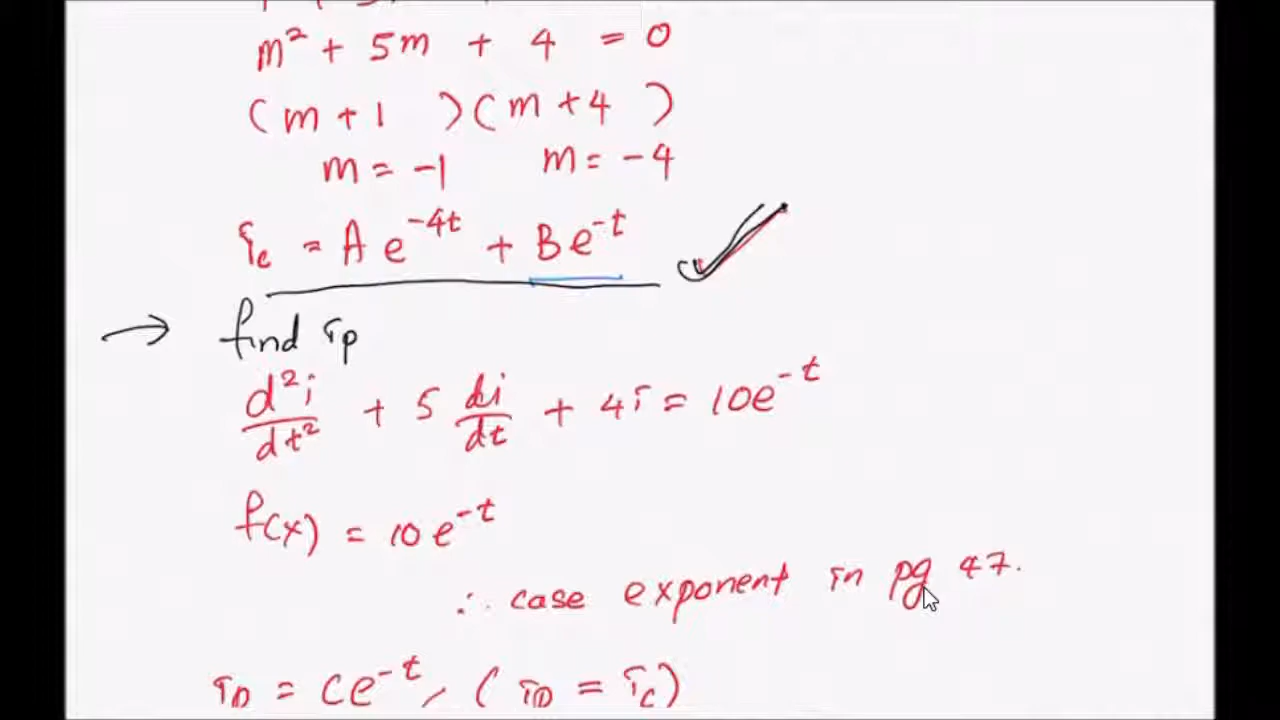 m² + 5m + 4 = 0
(m + 1)(m + 4)
m = -1 m = -4
ic = Ae^-4t + Be^-t
→ find ip
d²i/dt² + 5 di/dt + 4i = 10e^-t
f(x) = 10e^-t
∴ case exponent in pg 47.
ip = Ce^-t, (ip = ic)